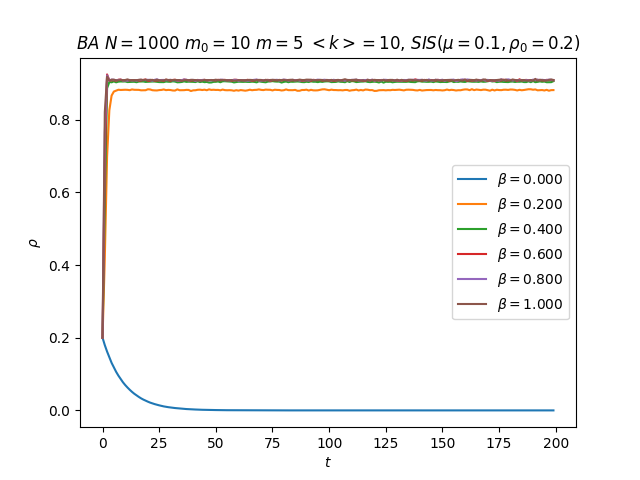 BA N = 1000 m₀ = 10 m = 5 < k >= 10, SIS(μ = 0.1, ρ₀ = 0.2)
ρ
0.8
0.6
0.4
0.2
0.0
β = 0.000
β = 0.200
β = 0.400
β = 0.600
β = 0.800
β = 1.000
0 25 50 75 100 125 150 175 200
t